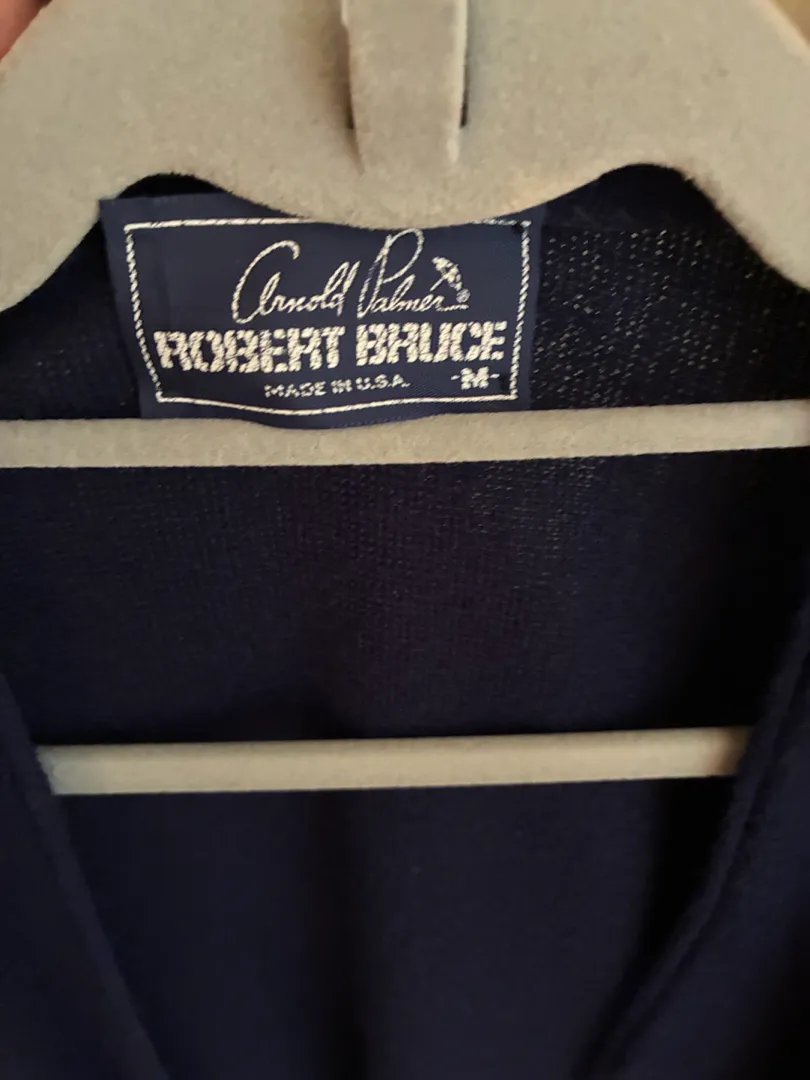 Arnold Palmer ®
ROBERT BRUCE
MADE IN U.S.A. -M-